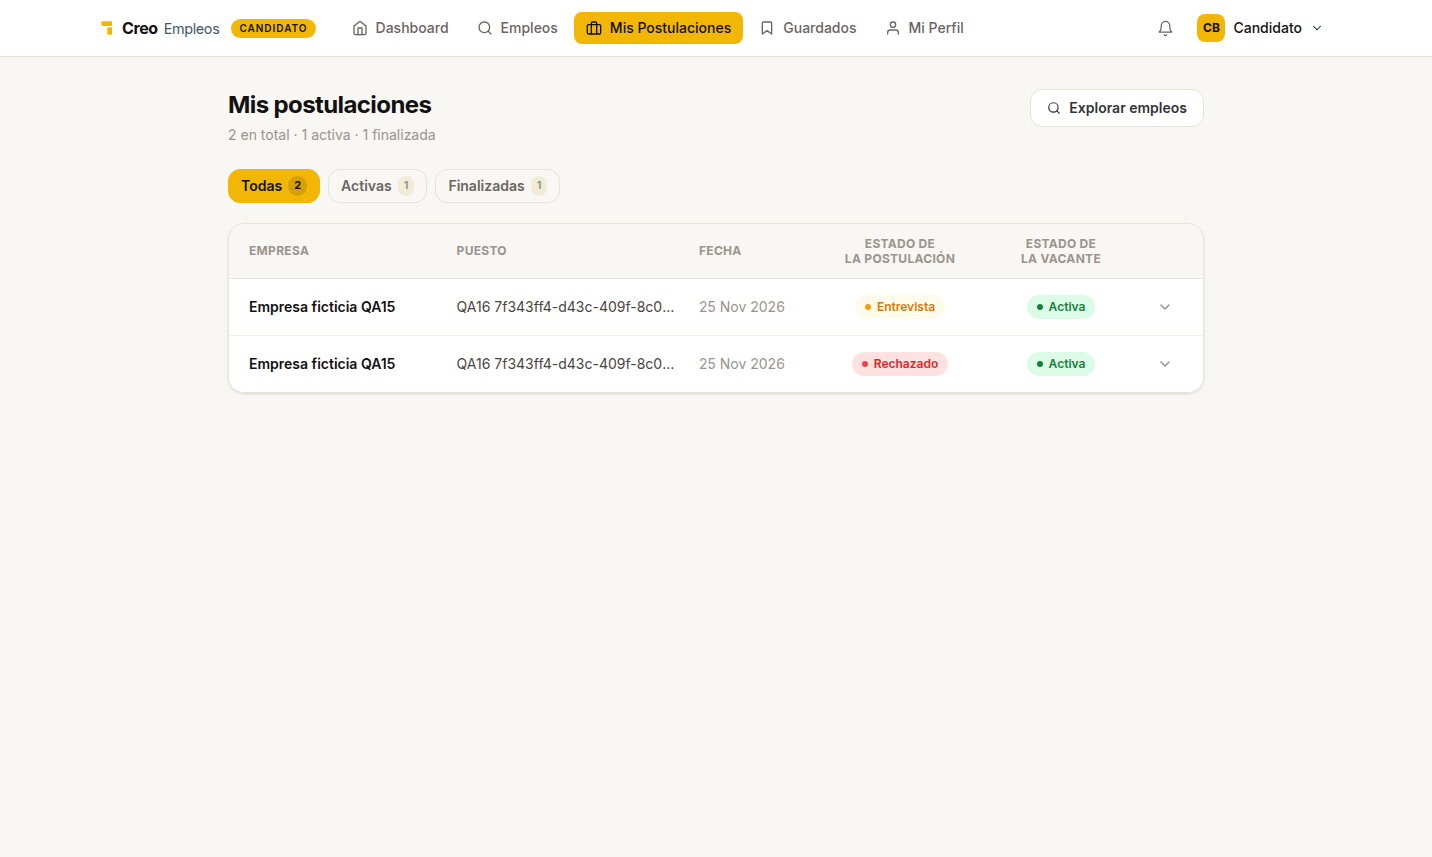 Creo Empleos CANDIDATO Dashboard Empleos Mis Postulaciones Guardados Mi Perfil CB Candidato
Mis postulaciones
Explorar empleos
2 en total · 1 activa · 1 finalizada
Todas 2 Activas 1 Finalizadas 1
EMPRESA PUESTO FECHA ESTADO DE LA POSTULACIÓN ESTADO DE LA VACANTE
Empresa ficticia QA15 QA16 7f343ff4-d43c-409f-8c0... 25 Nov 2026 Entrevista Activa
Empresa ficticia QA15 QA16 7f343ff4-d43c-409f-8c0... 25 Nov 2026 Rechazado Activa